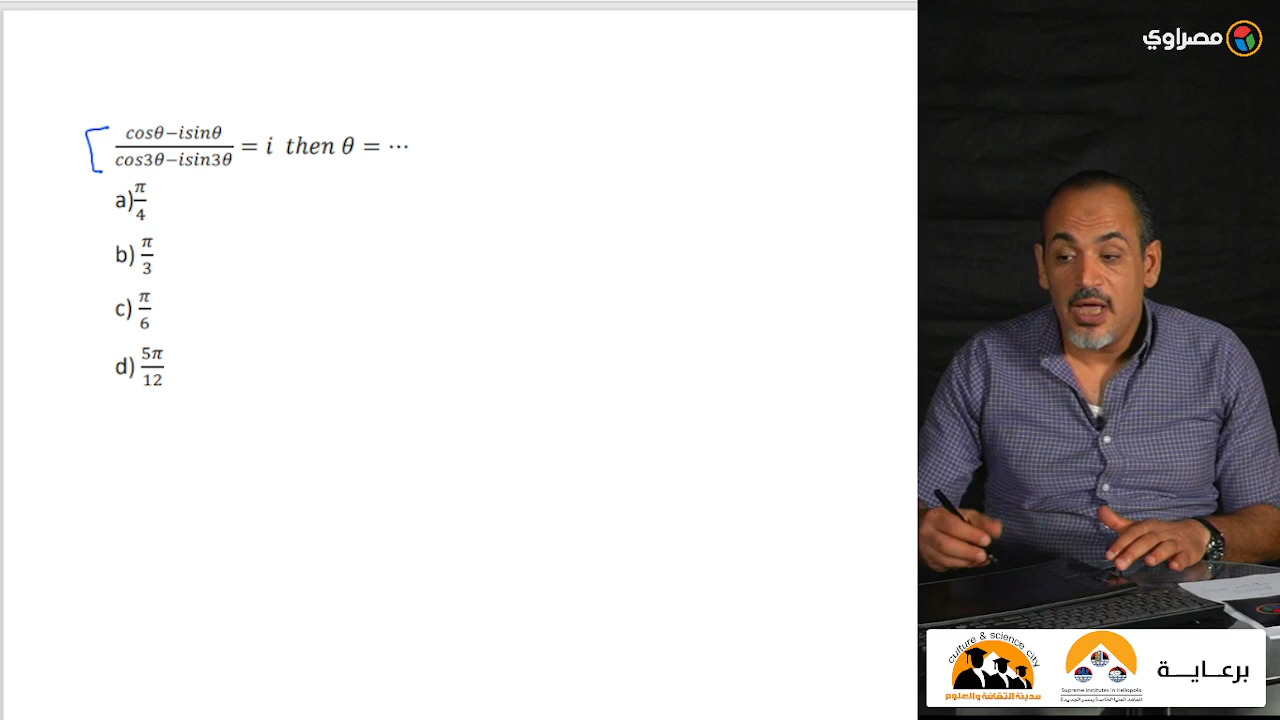 مصراوي
cosθ−isinθ
cos3θ−isin3θ
= i then θ = ⋯
a) π/4
b) π/3
c) π/6
d) 5π/12
culture & science city
مدينة الثقافة والعلوم
Supreme Institutes in Heliopolis
برعايـــة